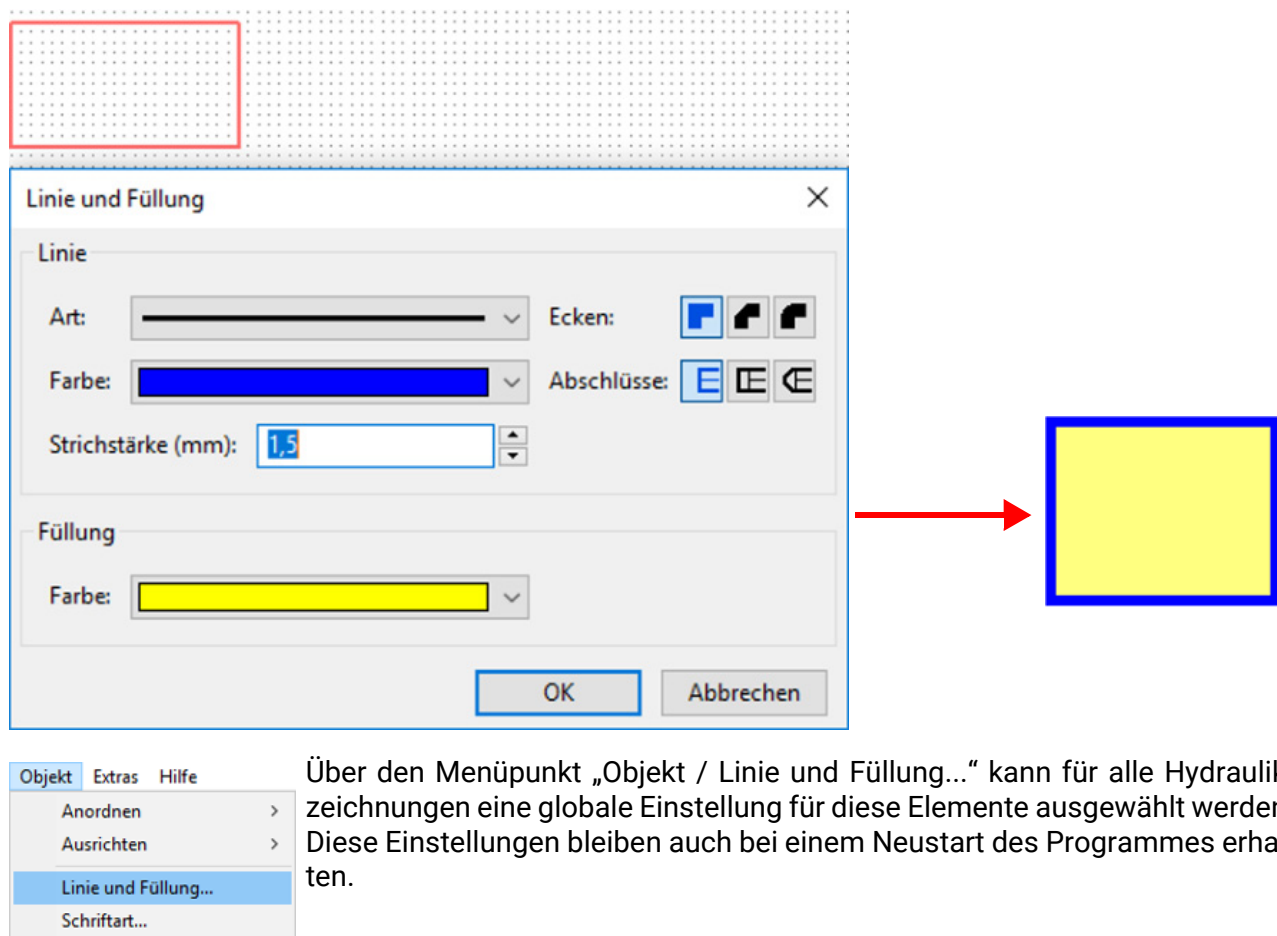 Linie und Füllung
Linie
Art:
Ecken:
Farbe:
Abschlüsse:
Strichstärke (mm): 1,5
Füllung
Farbe:
OK Abbrechen
Objekt Extras Hilfe
Anordnen
Ausrichten
Linie und Füllung...
Schriftart...
Über den Menüpunkt „Objekt / Linie und Füllung...“ kann für alle Hydraulik
zeichnungen eine globale Einstellung für diese Elemente ausgewählt werden
Diese Einstellungen bleiben auch bei einem Neustart des Programmes erha
ten.